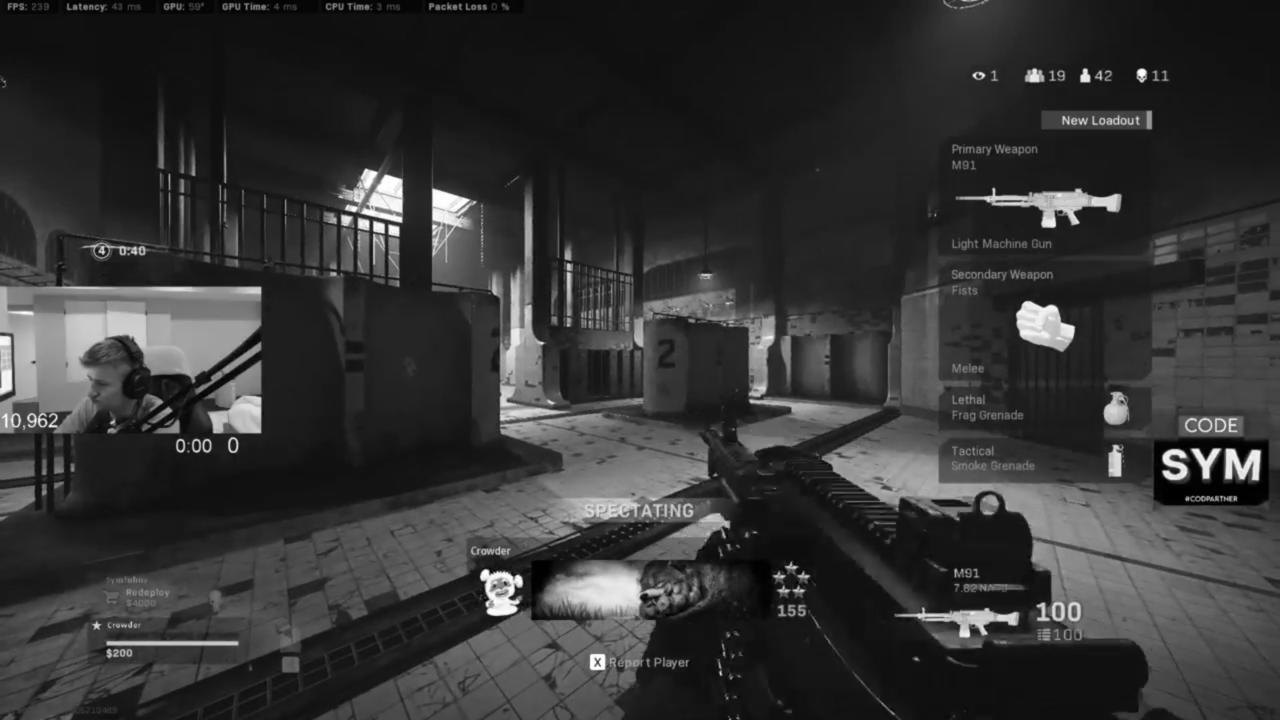 FPS: 239 Latency: 43 ms GPU: 59° GPU Time: 4 ms CPU Time: 3 ms Packet Loss 0 %
1 19 42 11
New Loadout
Primary Weapon
M91
Light Machine Gun
Secondary Weapon
Fists
Melee
Lethal
Frag Grenade
Tactical
Smoke Grenade
4 0:40
10,962
0:00 0
2
CODE
SYM
#CODPARTNER
SPECTATING
Crowder
155
X Report Player
Redeploy
$4000
Crowder
$200
M91
100
100